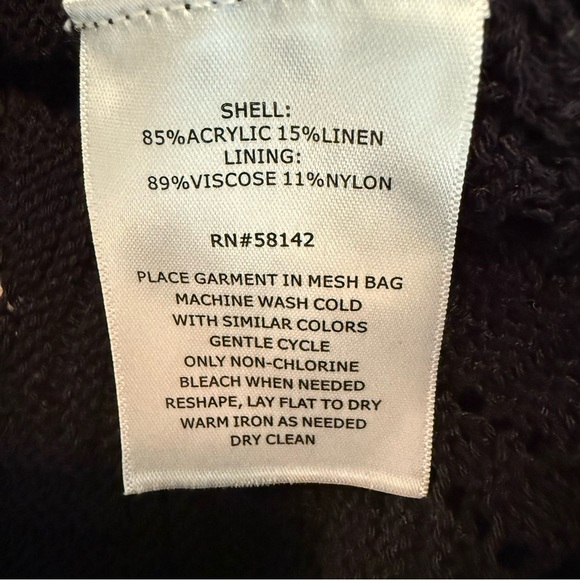 SHELL:
85%ACRYLIC 15%LINEN
LINING:
89%VISCOSE 11%NYLON
RN#58142
PLACE GARMENT IN MESH BAG
MACHINE WASH COLD
WITH SIMILAR COLORS
GENTLE CYCLE
ONLY NON-CHLORINE
BLEACH WHEN NEEDED
RESHAPE, LAY FLAT TO DRY
WARM IRON AS NEEDED
DRY CLEAN